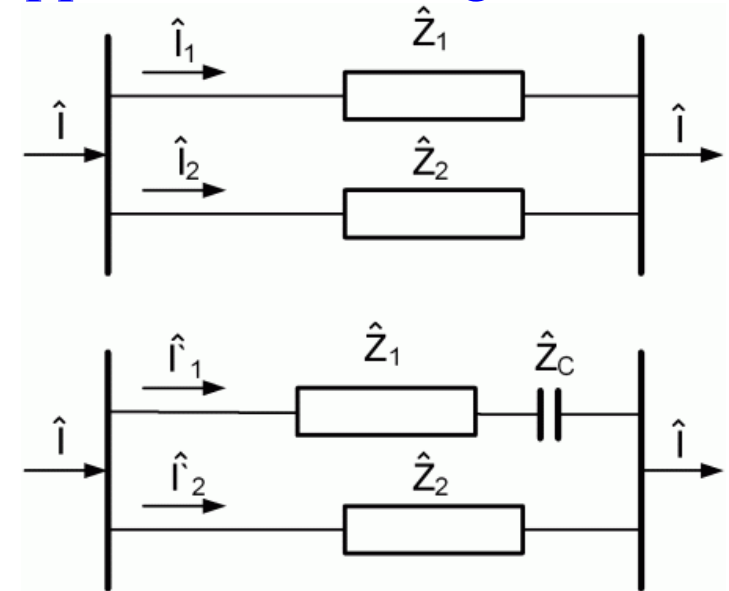 Î₁
Ẑ₁
Î
Î₂
Ẑ₂
Î
Î`₁
Ẑ₁
Ẑ_C
Î
Î`₂
Ẑ₂
Î